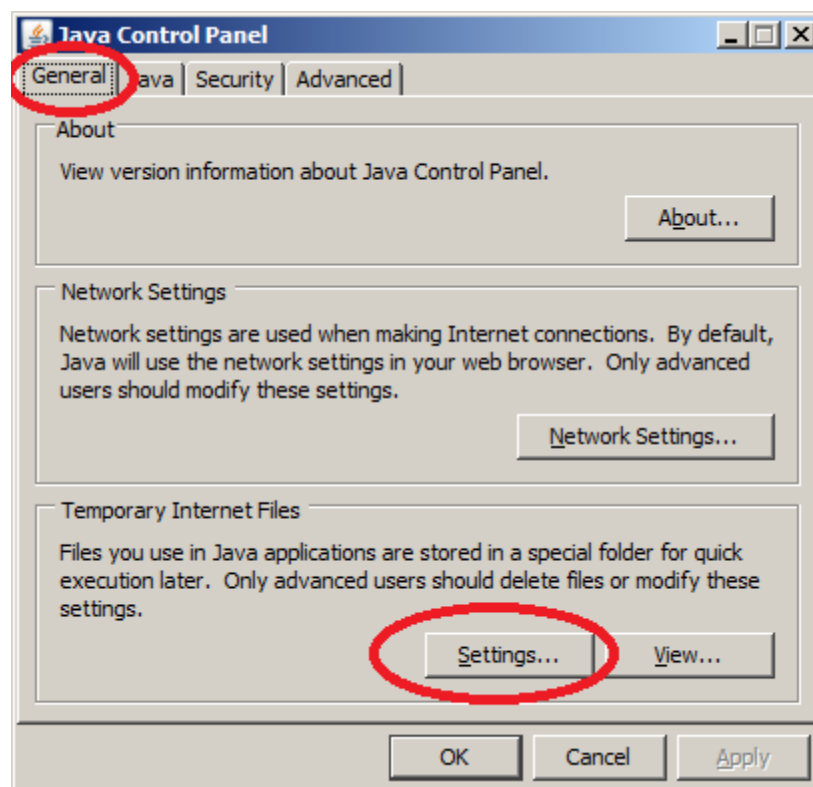 Java Control Panel
General Java Security Advanced
About
View version information about Java Control Panel.
About...
Network Settings
Network settings are used when making Internet connections. By default,
Java will use the network settings in your web browser. Only advanced
users should modify these settings.
Network Settings...
Temporary Internet Files
Files you use in Java applications are stored in a special folder for quick
execution later. Only advanced users should delete files or modify these
settings.
Settings... View...
OK Cancel Apply